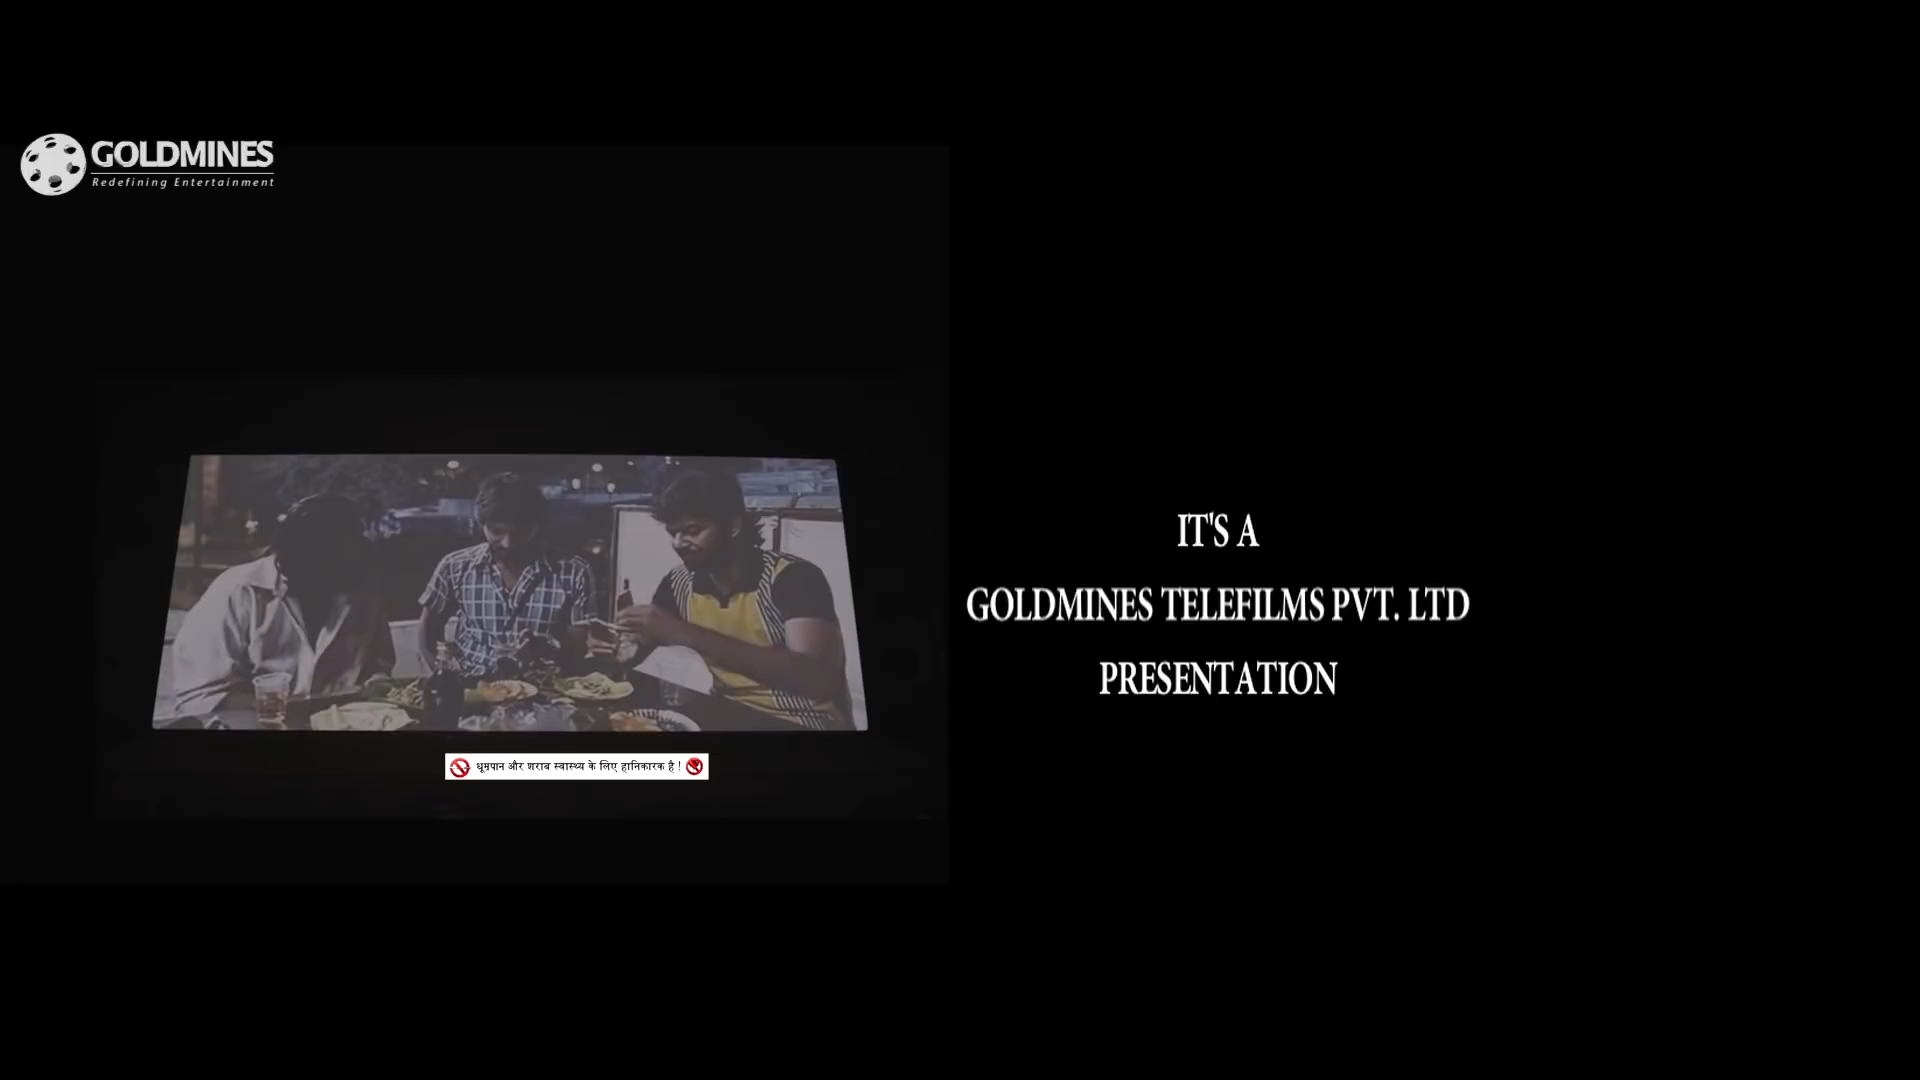 GOLDMINES
Redefining Entertainment
IT'S A
GOLDMINES TELEFILMS PVT. LTD
PRESENTATION
धूम्रपान और शराब स्वास्थ्य के लिए हानिकारक है !